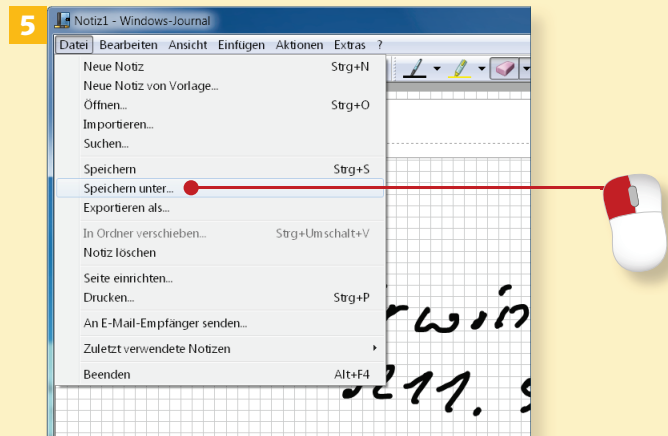 5
Notiz1 - Windows-Journal
Datei Bearbeiten Ansicht Einfügen Aktionen Extras ?
Neue Notiz Strg+N
Neue Notiz von Vorlage...
Öffnen... Strg+O
Importieren...
Suchen...
Speichern Strg+S
Speichern unter...
Exportieren als...
In Ordner verschieben... Strg+Umschalt+V
Notiz löschen
Seite einrichten...
Drucken... Strg+P
An E-Mail-Empfänger senden...
Zuletzt verwendete Notizen
Beenden Alt+F4